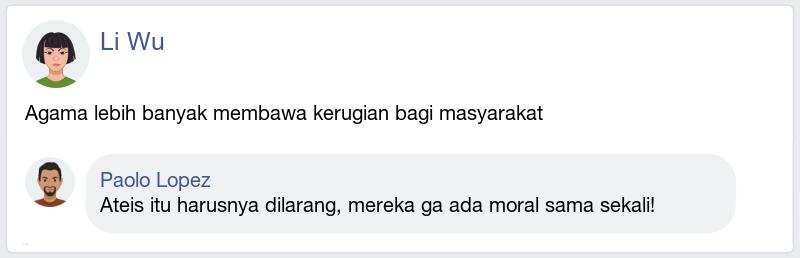 Li Wu
Agama lebih banyak membawa kerugian bagi masyarakat
Paolo Lopez
Ateis itu harusnya dilarang, mereka ga ada moral sama sekali!